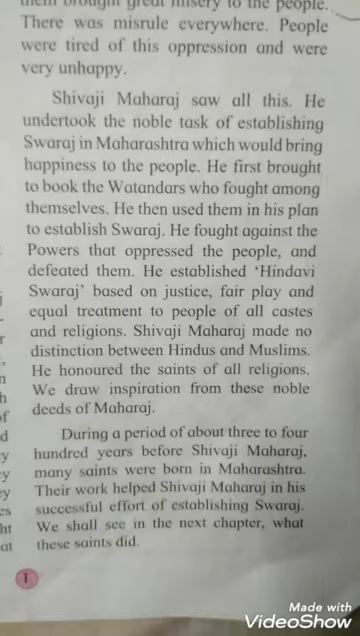 them brought great misery to the people.
There was misrule everywhere. People
were tired of this oppression and were
very unhappy.
Shivaji Maharaj saw all this. He
undertook the noble task of establishing
Swaraj in Maharashtra which would bring
happiness to the people. He first brought
to book the Watandars who fought among
themselves. He then used them in his plan
to establish Swaraj. He fought against the
Powers that oppressed the people, and
defeated them. He established ‘Hindavi
Swaraj’ based on justice, fair play and
equal treatment to people of all castes
and religions. Shivaji Maharaj made no
distinction between Hindus and Muslims.
He honoured the saints of all religions.
We draw inspiration from these noble
deeds of Maharaj.
During a period of about three to four
hundred years before Shivaji Maharaj,
many saints were born in Maharashtra.
Their work helped Shivaji Maharaj in his
successful effort of establishing Swaraj.
We shall see in the next chapter, what
these saints did.
1
Made with
VideoShow